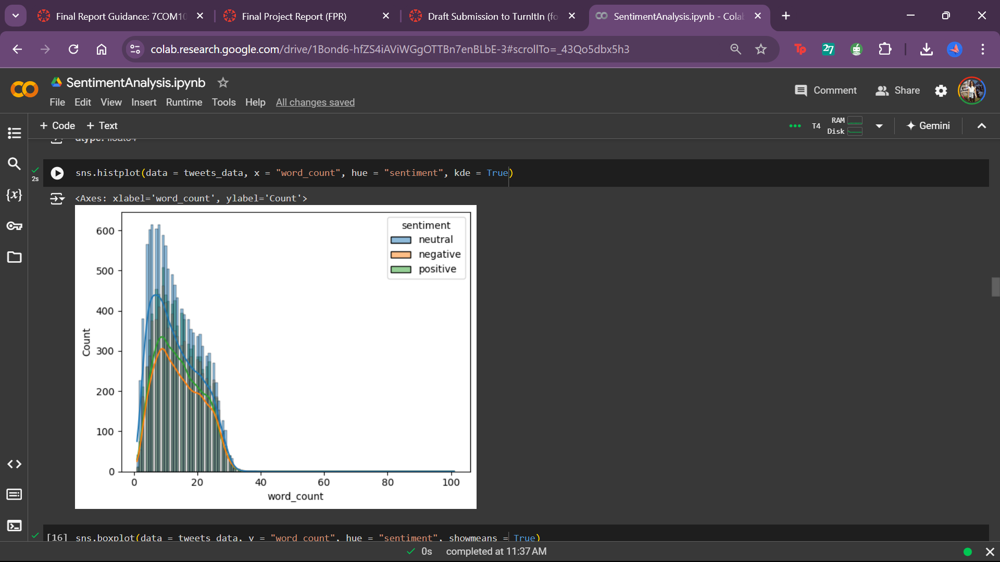 Final Report Guidance: 7COM10
Final Project Report (FPR)
Draft Submission to TurnItIn (fo
SentimentAnalysis.ipynb - Cola
colab.research.google.com/drive/1Bond6-hfZS4iAViWGgOTTBn7enBLbE-3#scrollTo=_43Qo5dbx5h3
Tp
27
SentimentAnalysis.ipynb
Comment
Share
File Edit View Insert Runtime Tools Help All changes saved
+ Code + Text
T4
RAM
Disk
Gemini
dtype: float64
2s
sns.histplot(data = tweets_data, x = "word_count", hue = "sentiment", kde = True)
{x}
<Axes: xlabel='word_count', ylabel='Count'>
sentiment
neutral
negative
positive
600
500
400
300
200
100
0
Count
0 20 40 60 80 100
word_count
[16] sns.boxplot(data = tweets_data, y = "word_count", hue = "sentiment", showmeans = True)
0s completed at 11:37 AM